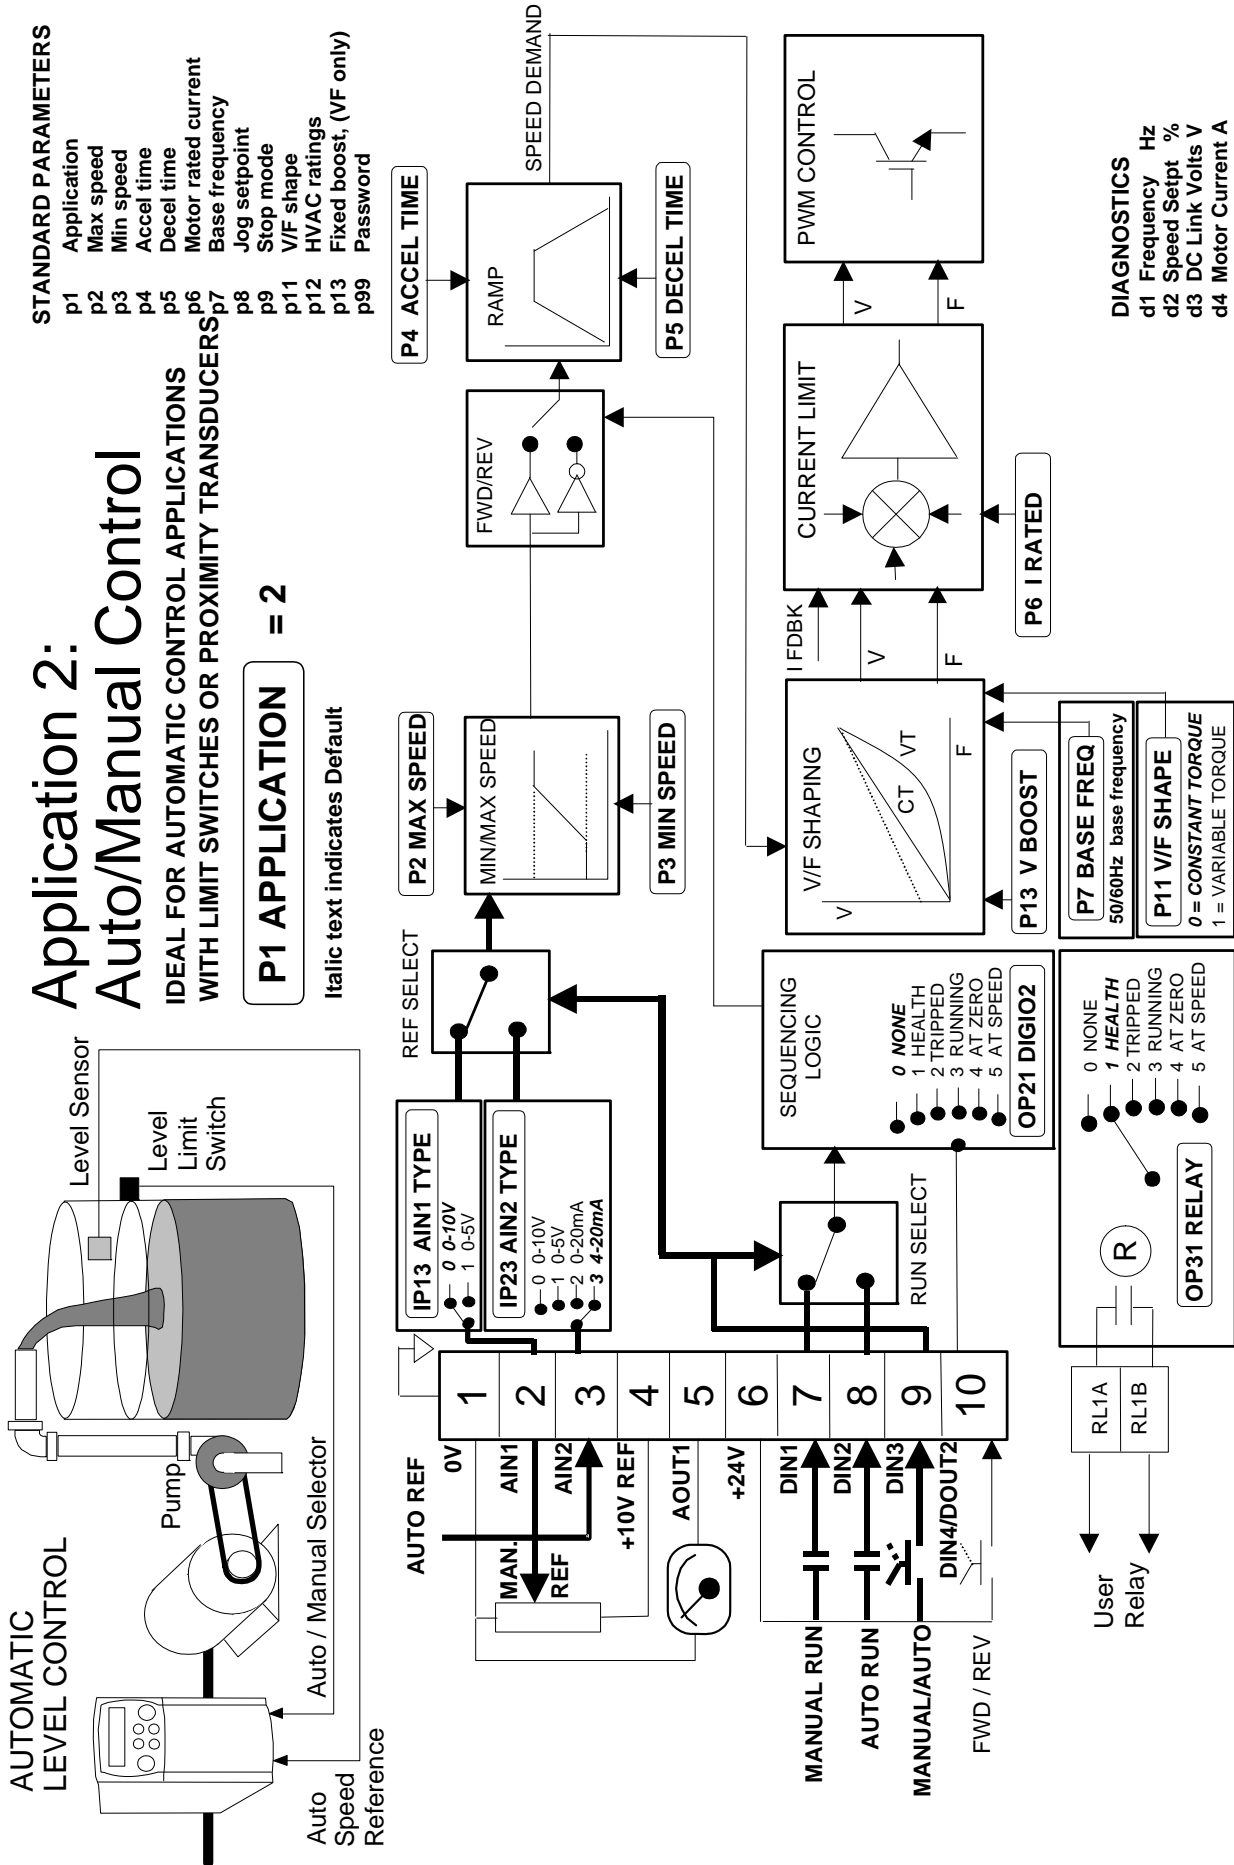 Application 2:
Auto/Manual Control
IDEAL FOR AUTOMATIC CONTROL APPLICATIONS
WITH LIMIT SWITCHES OR PROXIMITY TRANSDUCERS
P1 APPLICATION = 2
Italic text indicates Default
STANDARD PARAMETERS
p1 Application
p2 Max speed
p3 Min speed
p4 Accel time
p5 Decel time
p6 Motor rated current
p7 Base frequency
p8 Jog setpoint
p9 Stop mode
p11 V/F shape
p12 HVAC ratings
p13 Fixed boost, (VF only)
p99 Password
AUTOMATIC
LEVEL CONTROL
Pump
Level Sensor
Level
Limit
Switch
Auto / Manual Selector
Auto
Speed
Reference
AUTO REF
0V
AIN1
AIN2
+10V REF
AOUT1
+24V
DIN1
DIN2
DIN3
DIN4/DOUT2
MAN.
REF
1
2
3
4
5
6
7
8
9
10
MANUAL RUN
AUTO RUN
MANUAL/AUTO
FWD / REV
IP13 AIN1 TYPE
0 0-10V
1 0-5V
IP23 AIN2 TYPE
0 0-10V
1 0-5V
2 0-20mA
3 4-20mA
REF SELECT
P2 MAX SPEED
MIN/MAX SPEED
P3 MIN SPEED
FWD/REV
P4 ACCEL TIME
RAMP
P5 DECEL TIME
SPEED DEMAND
RUN SELECT
SEQUENCING
LOGIC
0 NONE
1 HEALTH
2 TRIPPED
3 RUNNING
4 AT ZERO
5 AT SPEED
OP21 DIGIO2
V/F SHAPING
V
CT
VT
F
P13 V BOOST
P7 BASE FREQ
50/60Hz base frequency
P11 V/F SHAPE
0 = CONSTANT TORQUE
1 = VARIABLE TORQUE
I FDBK
V
F
CURRENT LIMIT
P6 I RATED
V
F
PWM CONTROL
User
Relay
RL1A
RL1B
R
0 NONE
1 HEALTH
2 TRIPPED
3 RUNNING
4 AT ZERO
5 AT SPEED
OP31 RELAY
DIAGNOSTICS
d1 Frequency Hz
d2 Speed Setpt %
d3 DC Link Volts V
d4 Motor Current A